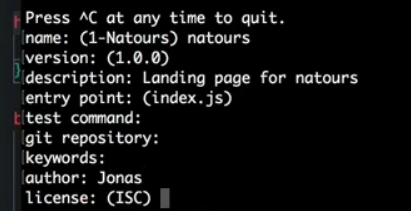 Press ^C at any time to quit.
name: (1-Natours) natours
version: (1.0.0)
description: Landing page for natours
entry point: (index.js)
test command:
git repository:
keywords:
author: Jonas
license: (ISC)